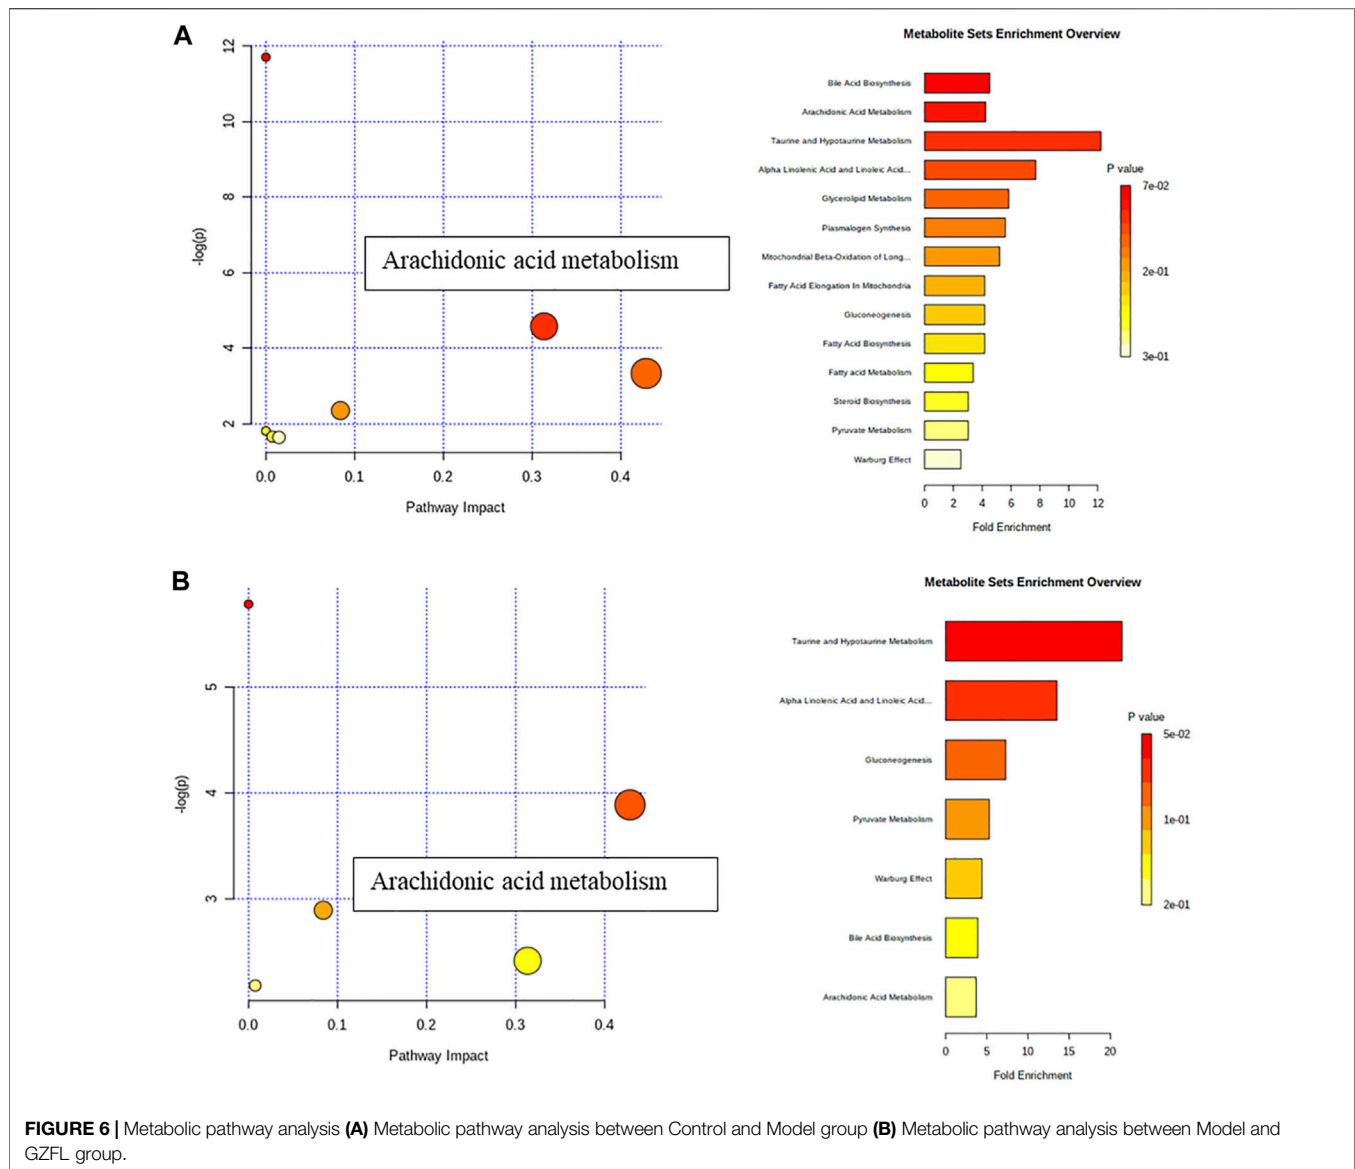 A
12
10
8
6
4
2
-log(p)
Arachidonic acid metabolism
0.0 0.1 0.2 0.3 0.4
Pathway Impact
Metabolite Sets Enrichment Overview
Bile Acid Biosynthesis
Arachidonic Acid Metabolism
Taurine and Hypotaurine Metabolism
Alpha Linolenic Acid and Linoleic Acid...
Glycerolipid Metabolism
Plasmalogen Synthesis
Mitochondrial Beta-Oxidation of Long...
Fatty Acid Elongation In Mitochondria
Gluconeogenesis
Fatty Acid Biosynthesis
Fatty acid Metabolism
Steroid Biosynthesis
Pyruvate Metabolism
Warburg Effect
0 2 4 6 8 10 12
Fold Enrichment
P value
7e-02
2e-01
3e-01
B
5
4
3
-log(p)
Arachidonic acid metabolism
0.0 0.1 0.2 0.3 0.4
Pathway Impact
Metabolite Sets Enrichment Overview
Taurine and Hypotaurine Metabolism
Alpha Linolenic Acid and Linoleic Acid...
Gluconeogenesis
Pyruvate Metabolism
Warburg Effect
Bile Acid Biosynthesis
Arachidonic Acid Metabolism
0 5 10 15 20
Fold Enrichment
P value
5e-02
1e-01
2e-01
FIGURE 6 | Metabolic pathway analysis (A) Metabolic pathway analysis between Control and Model group (B) Metabolic pathway analysis between Model and
GZFL group.